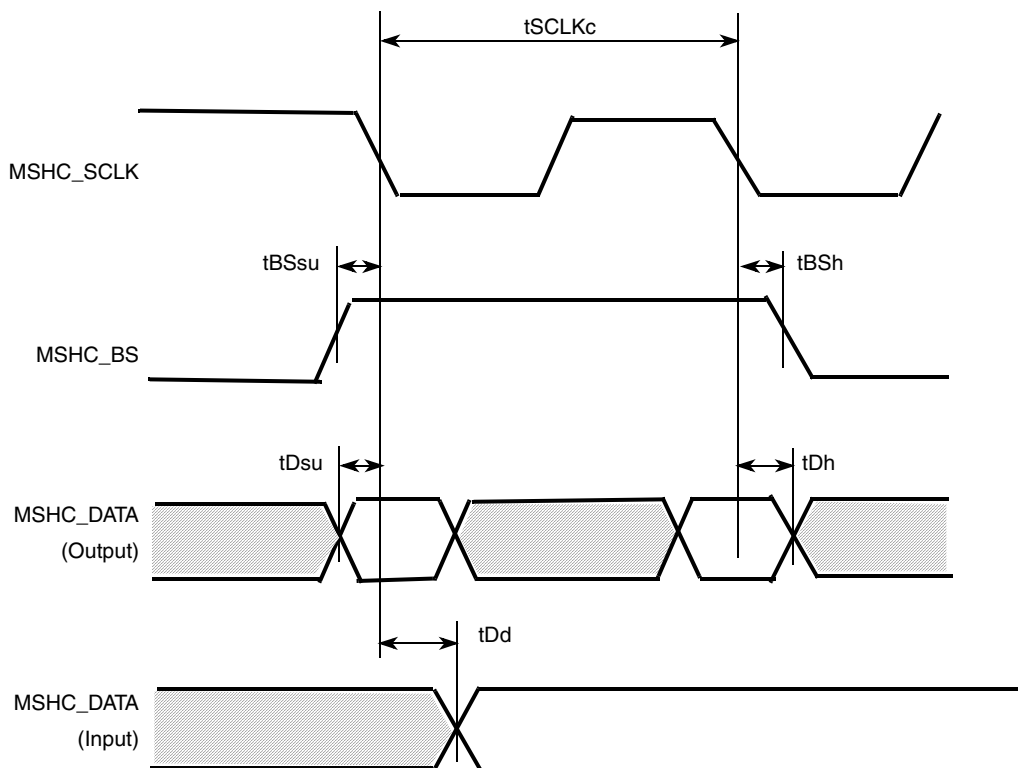 tSCLKc
MSHC_SCLK
tBSsu
tBSh
MSHC_BS
tDsu
tDh
MSHC_DATA
(Output)
tDd
MSHC_DATA
(Input)